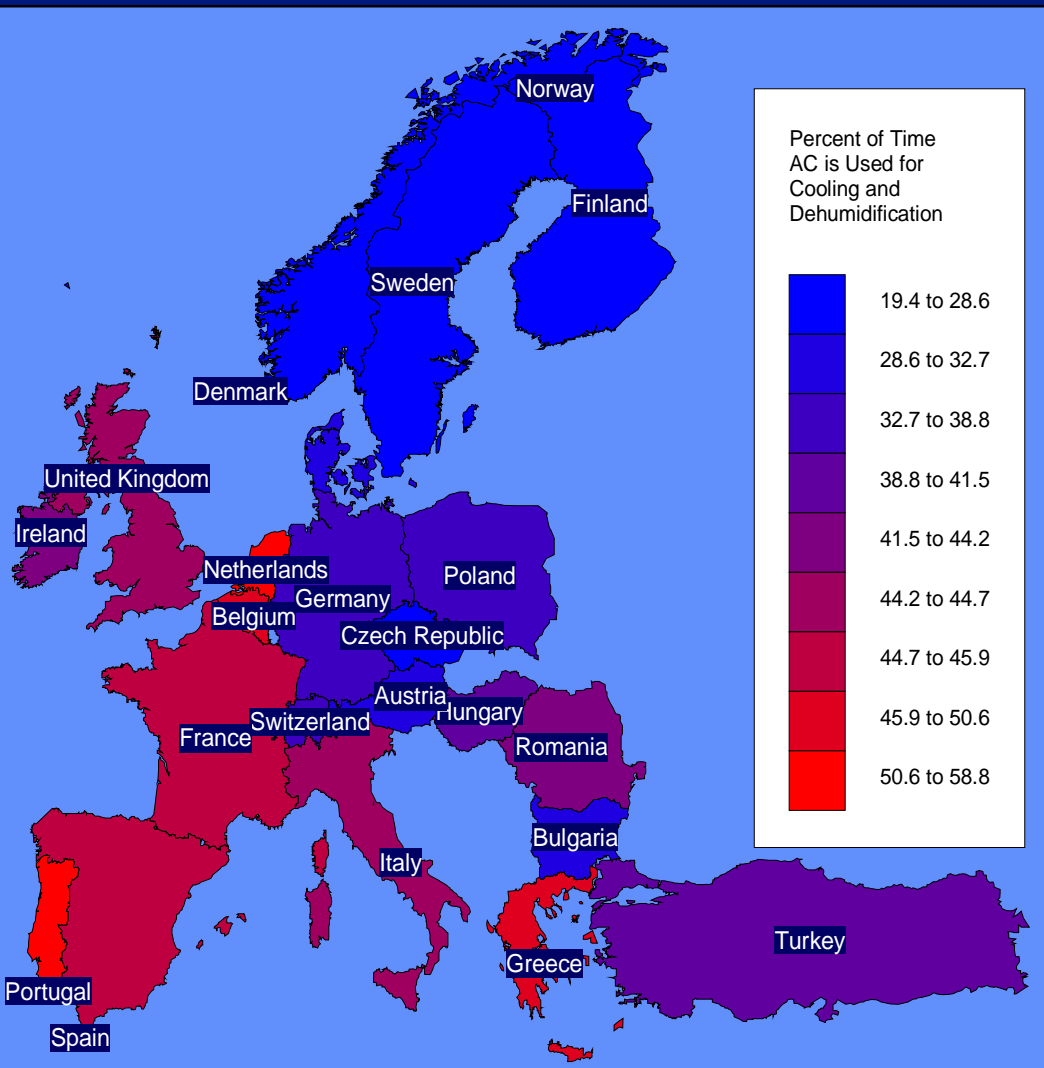 Norway
Finland
Sweden
Denmark
United Kingdom
Ireland
Netherlands
Poland
Germany
Belgium
Czech Republic
Austria
Hungary
Switzerland
France
Romania
Bulgaria
Italy
Turkey
Greece
Portugal
Spain
Percent of Time
AC is Used for
Cooling and
Dehumidification
19.4 to 28.6
28.6 to 32.7
32.7 to 38.8
38.8 to 41.5
41.5 to 44.2
44.2 to 44.7
44.7 to 45.9
45.9 to 50.6
50.6 to 58.8